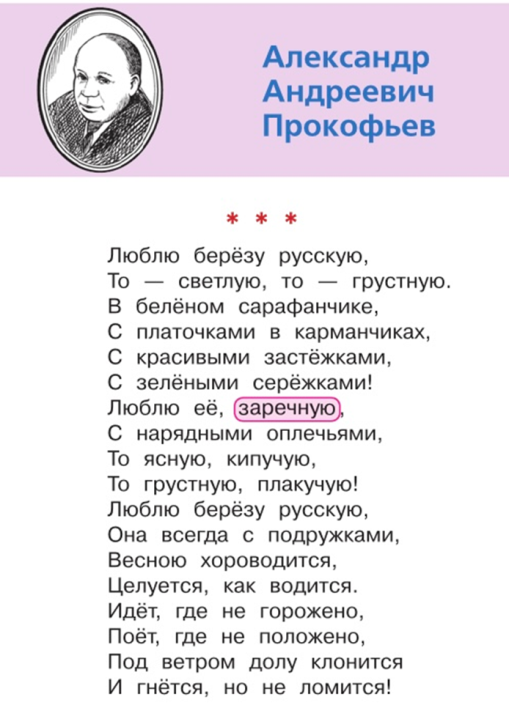 Александр
Андреевич
Прокофьев
* * *
Люблю берёзу русскую,
То — светлую, то — грустную.
В белёном сарафанчике,
С платочками в карманчиках,
С красивыми застёжками,
С зелёными серёжками!
Люблю её, заречную,
С нарядными оплечьями,
То ясную, кипучую,
То грустную, плакучую!
Люблю берёзу русскую,
Она всегда с подружками,
Весною хороводится,
Целуется, как водится.
Идёт, где не горожено,
Поёт, где не положено,
Под ветром долу клонится
И гнётся, но не ломится!